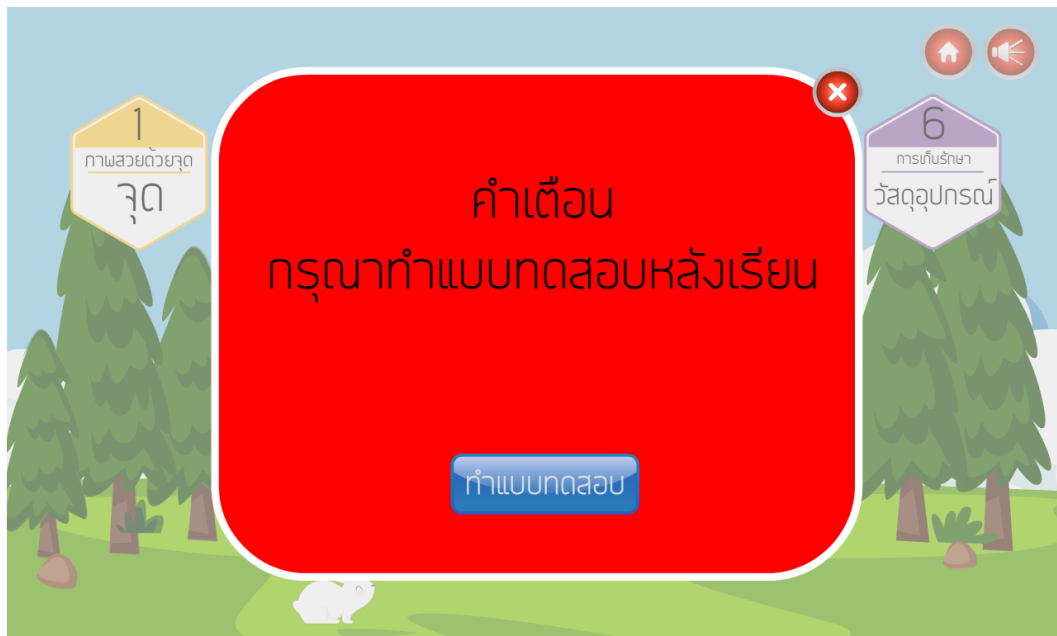 1
ภาพสวยด้วยจุด
จุด
คำเตือน
กรุณาทำแบบทดสอบหลังเรียน
ทำแบบทดสอบ
6
การเก็บรักษา
วัสดุอุปกรณ์